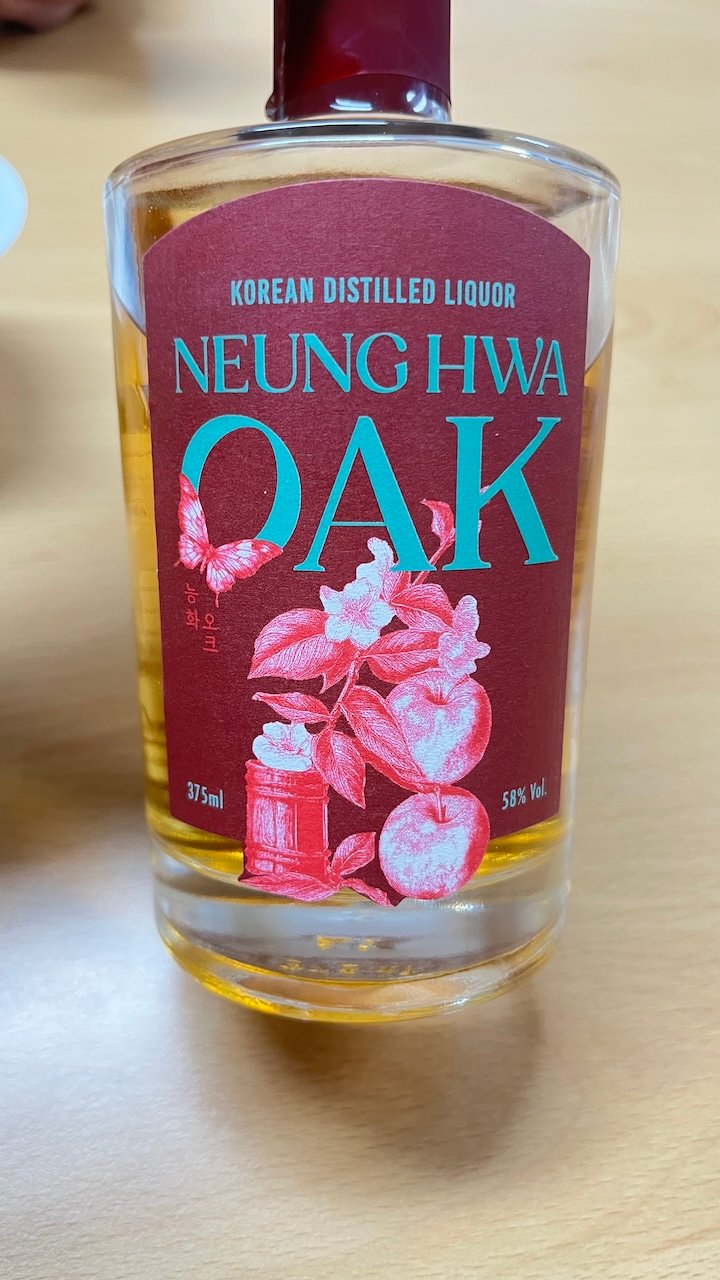 KOREAN DISTILLED LIQUOR
NEUNG HWA
OAK
능화
오크
375ml
58% Vol.